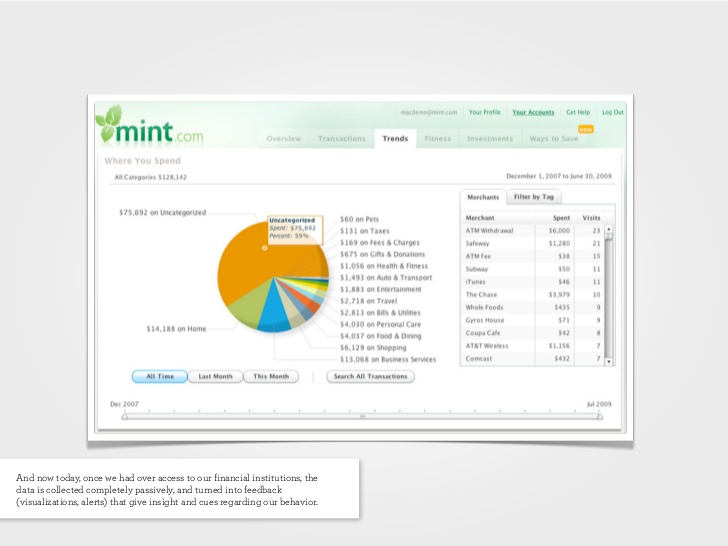 macdemo@mint.com Your Profile Your Accounts Get Help Log Out
mint.com
new
Overview Transactions Trends Fitness Investments Ways to Save
Where You Spend
All Categories $128,142
December 1, 2007 to June 30, 2009
$75,692 on Uncategorized
Uncategorized
Spent: $75,692
Percent: 59%
$60 on Pets
$131 on Taxes
$169 on Fees & Charges
$675 on Gifts & Donations
$1,056 on Health & Fitness
$1,493 on Auto & Transport
$1,883 on Entertainment
$2,718 on Travel
$2,813 on Bills & Utilities
$4,030 on Personal Care
$4,037 on Food & Dining
$6,129 on Shopping
$13,068 on Business Services
$14,188 on Home
Merchants Filter by Tag
Merchant Spent Visits
ATM Withdrawal $6,000 23
Safeway $1,280 21
ATM Fee $38 15
Subway $50 11
iTunes $46 11
The Chase $3,979 10
Whole Foods $435 9
Gyros House $71 9
Coupa Cafe $42 8
AT&T Wireless $1,156 7
Comcast $432 7
All Time Last Month This Month Search All Transactions
Dec 2007 Jul 2009
And now today, once we had over access to our financial institutions, the
data is collected completely passively, and turned into feedback
(visualizations, alerts) that give insight and cues regarding our behavior.